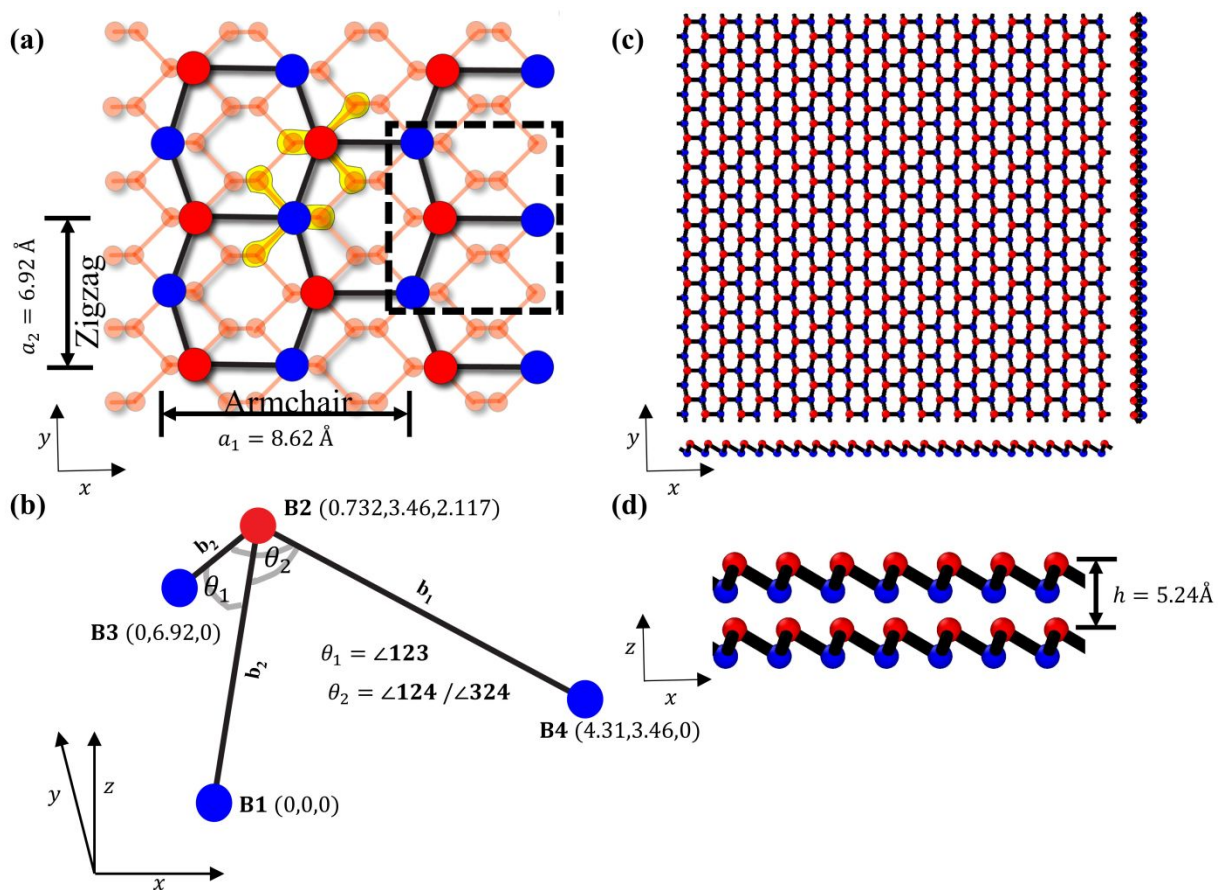 (a)
a₂ = 6.92 Å
Zigzag
Armchair
a₁ = 8.62 Å
y
x
(b)
B2 (0.732,3.46,2.117)
b₂
θ₁
θ₂
b₁
B3 (0,6.92,0)
b₂
θ₁ = ∠123
θ₂ = ∠124 /∠324
B4 (4.31,3.46,0)
B1 (0,0,0)
y
z
x
(c)
y
x
(d)
h = 5.24Å
z
x